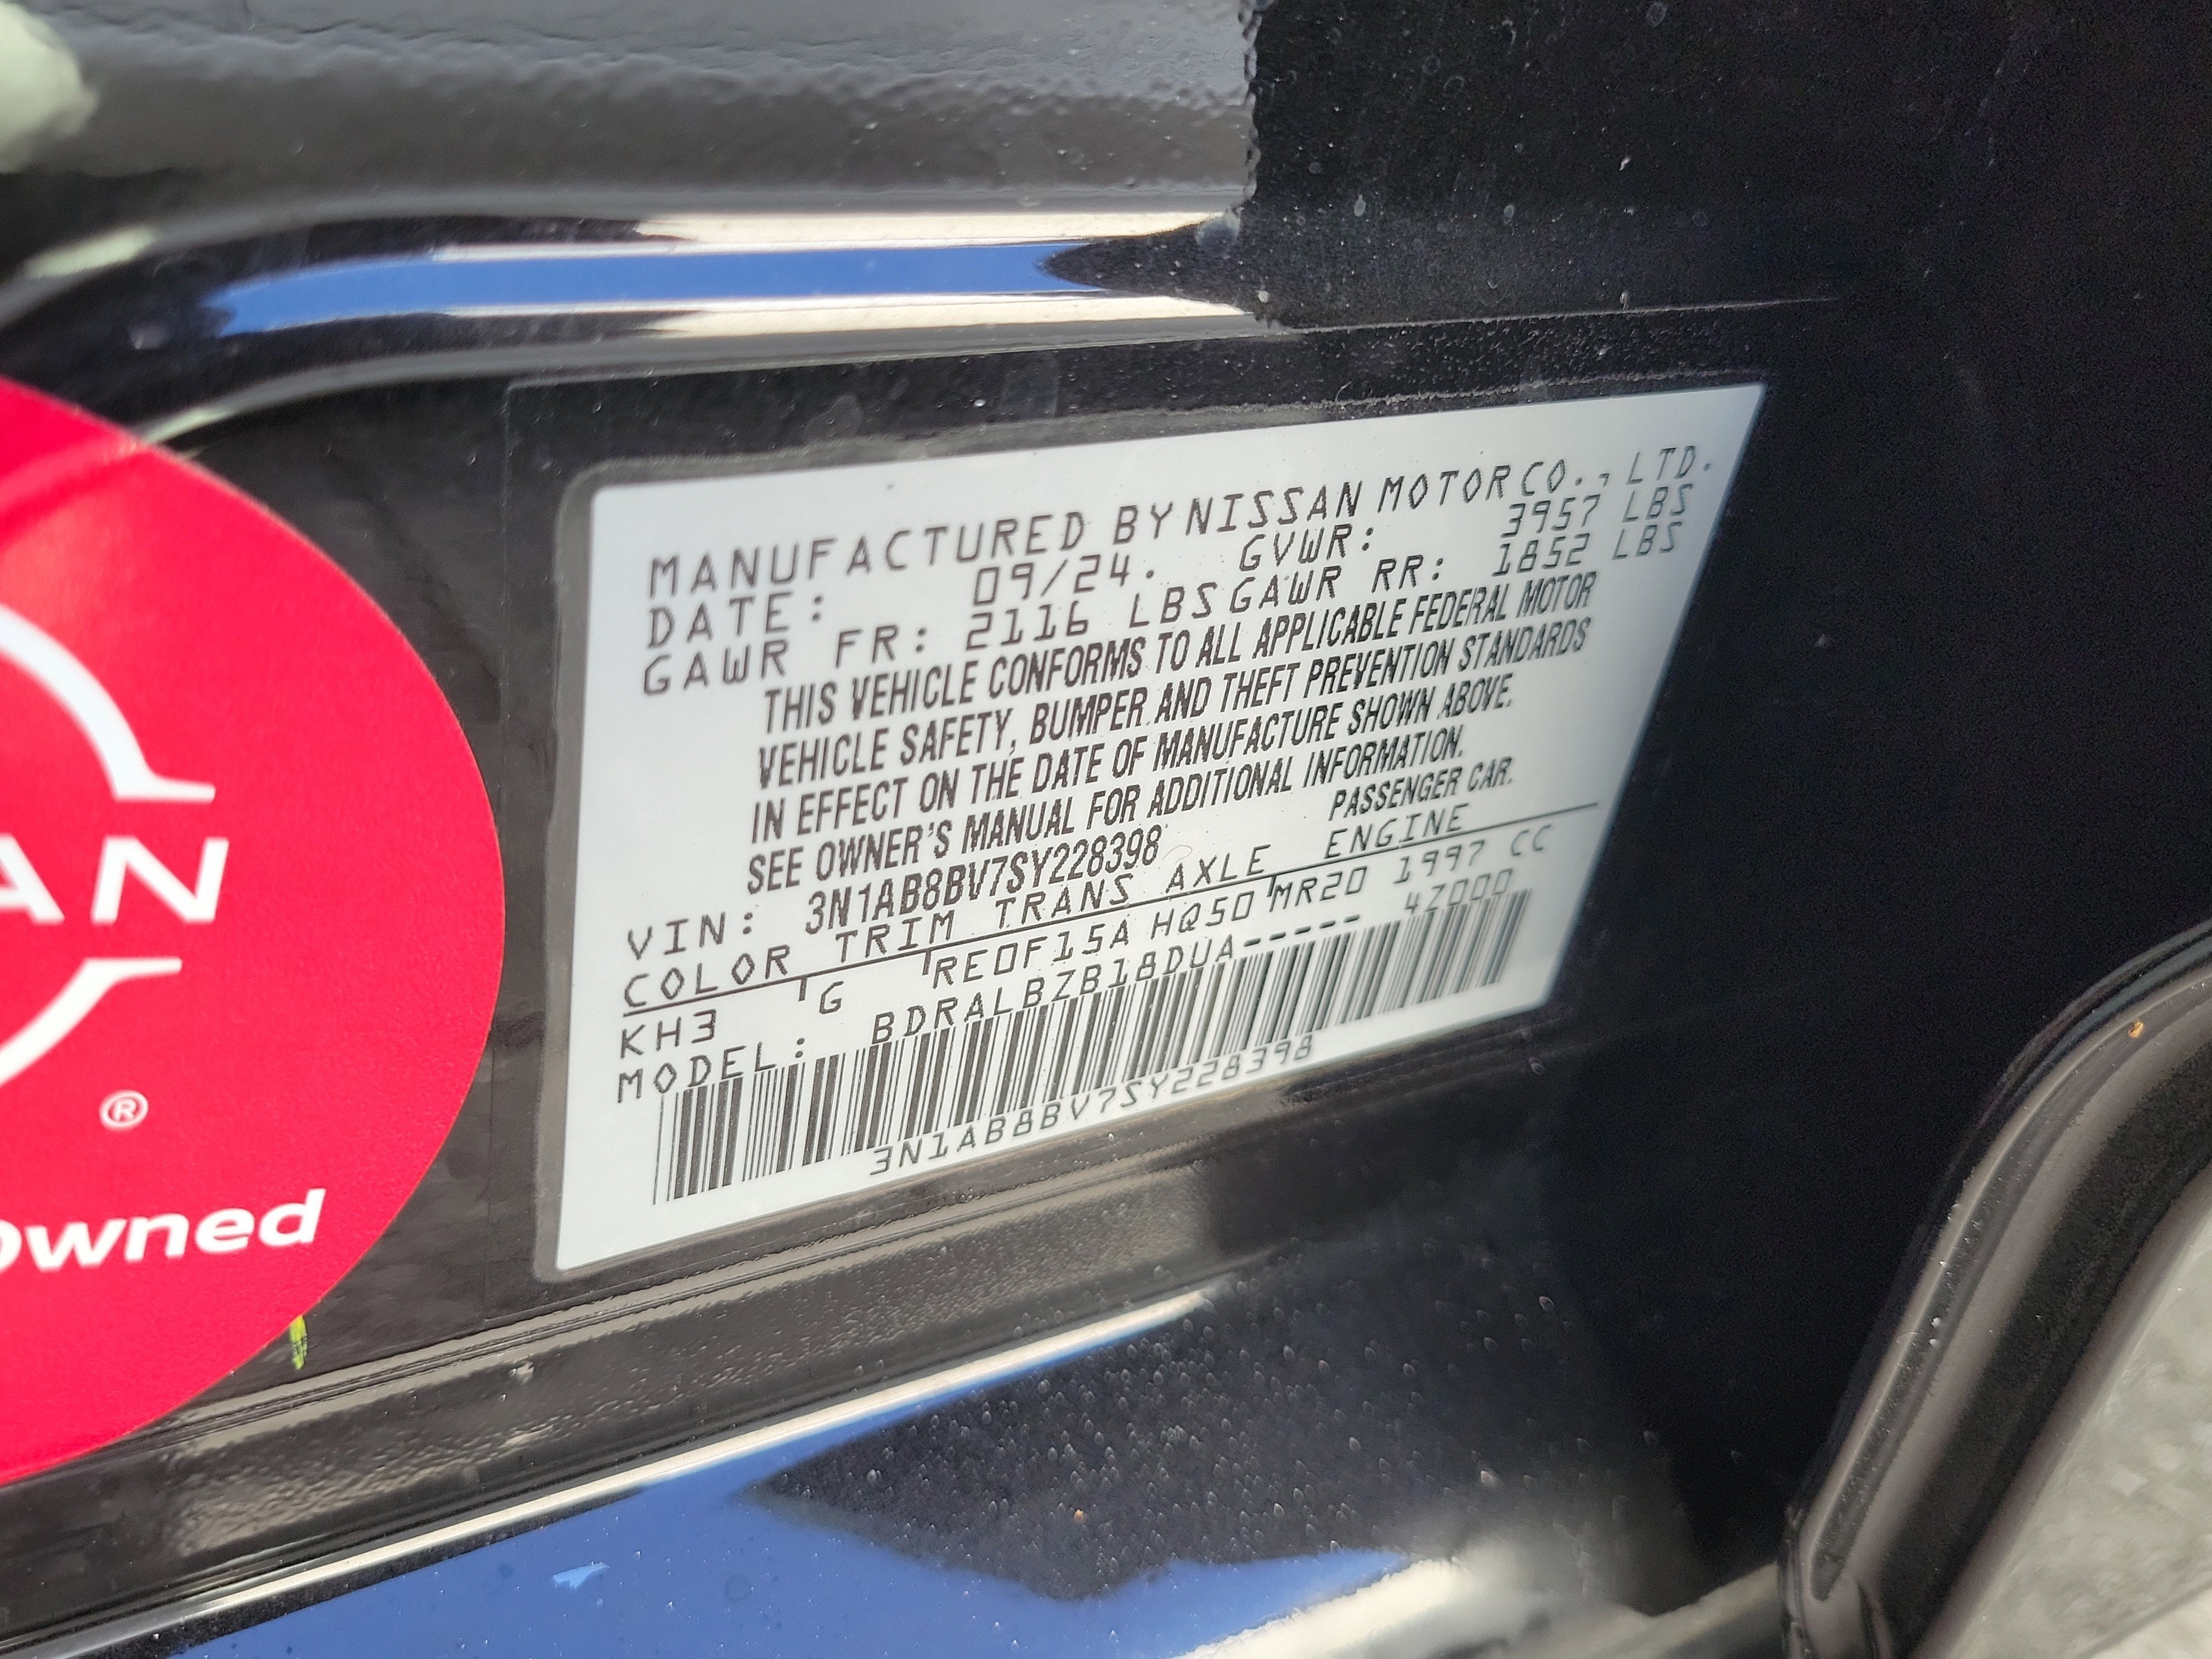 MANUFACTURED BY NISSAN MOTOR CO., LTD.
DATE: 09/24. GVWR: 3957 LBS
GAWR FR: 2116 LBS GAWR RR: 1852 LBS
THIS VEHICLE CONFORMS TO ALL APPLICABLE FEDERAL MOTOR
VEHICLE SAFETY, BUMPER AND THEFT PREVENTION STANDARDS
IN EFFECT ON THE DATE OF MANUFACTURE SHOWN ABOVE.
SEE OWNER'S MANUAL FOR ADDITIONAL INFORMATION.
VIN: 3N1AB8BV7SY228398 PASSENGER CAR.
COLOR TRIM TRANS AXLE ENGINE
KH3 G RE0F15A HQ50 MR20 1997 CC
MODEL: BDRALBZB18DUA----- 4Z000
3N1AB8BV7SY228398
AN
®
owned